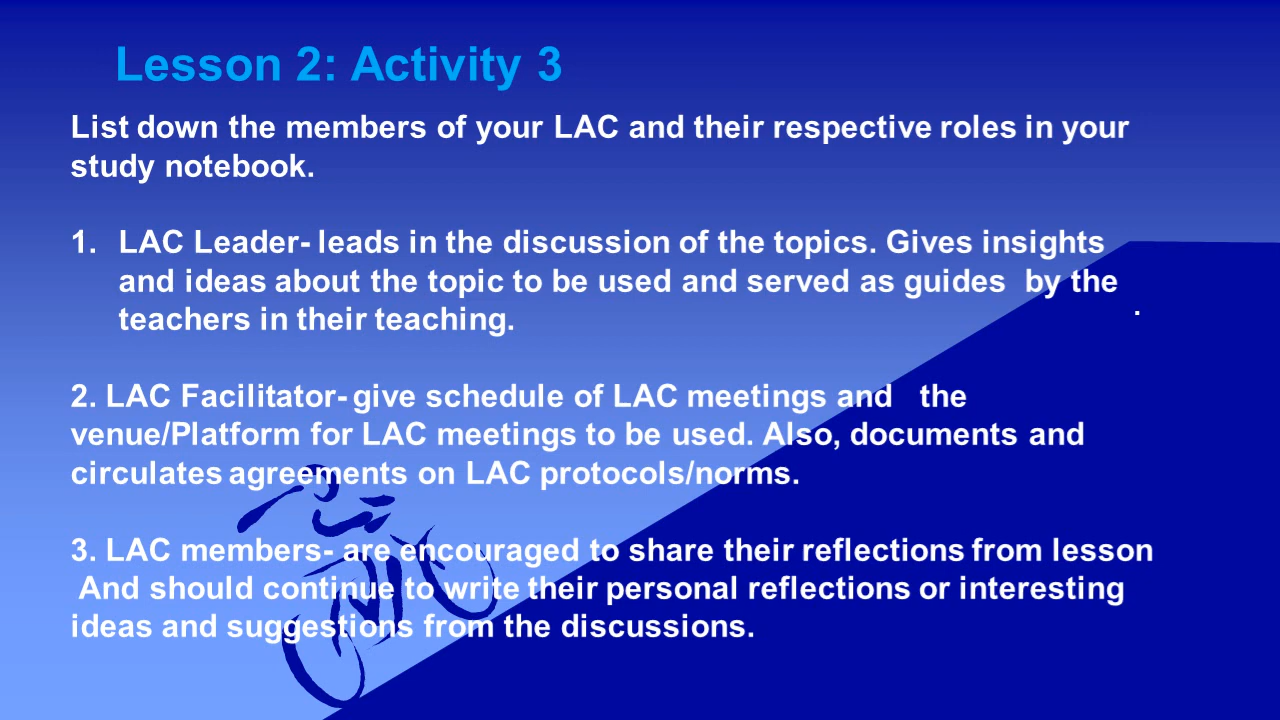 Lesson 2: Activity 3
List down the members of your LAC and their respective roles in your
study notebook.
1. LAC Leader- leads in the discussion of the topics. Gives insights
and ideas about the topic to be used and served as guides by the
teachers in their teaching.
.
2. LAC Facilitator- give schedule of LAC meetings and the
venue/Platform for LAC meetings to be used. Also, documents and
circulates agreements on LAC protocols/norms.
3. LAC members- are encouraged to share their reflections from lesson
And should continue to write their personal reflections or interesting
ideas and suggestions from the discussions.